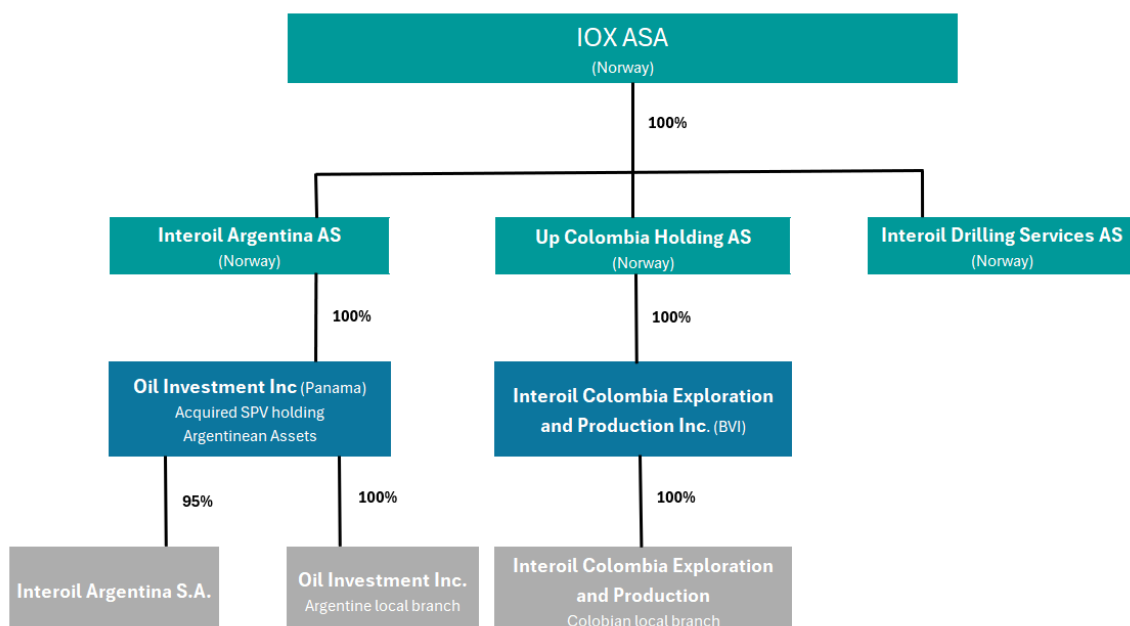 IOX ASA
(Norway)
100%
Interoil Argentina AS
(Norway)
Up Colombia Holding AS
(Norway)
Interoil Drilling Services AS
(Norway)
100%
100%
Oil Investment Inc (Panama)
Acquired SPV holding
Argentinean Assets
Interoil Colombia Exploration
and Production Inc. (BVI)
95%
100%
100%
Interoil Argentina S.A.
Oil Investment Inc.
Argentine local branch
Interoil Colombia Exploration
and Production
Colobian local branch